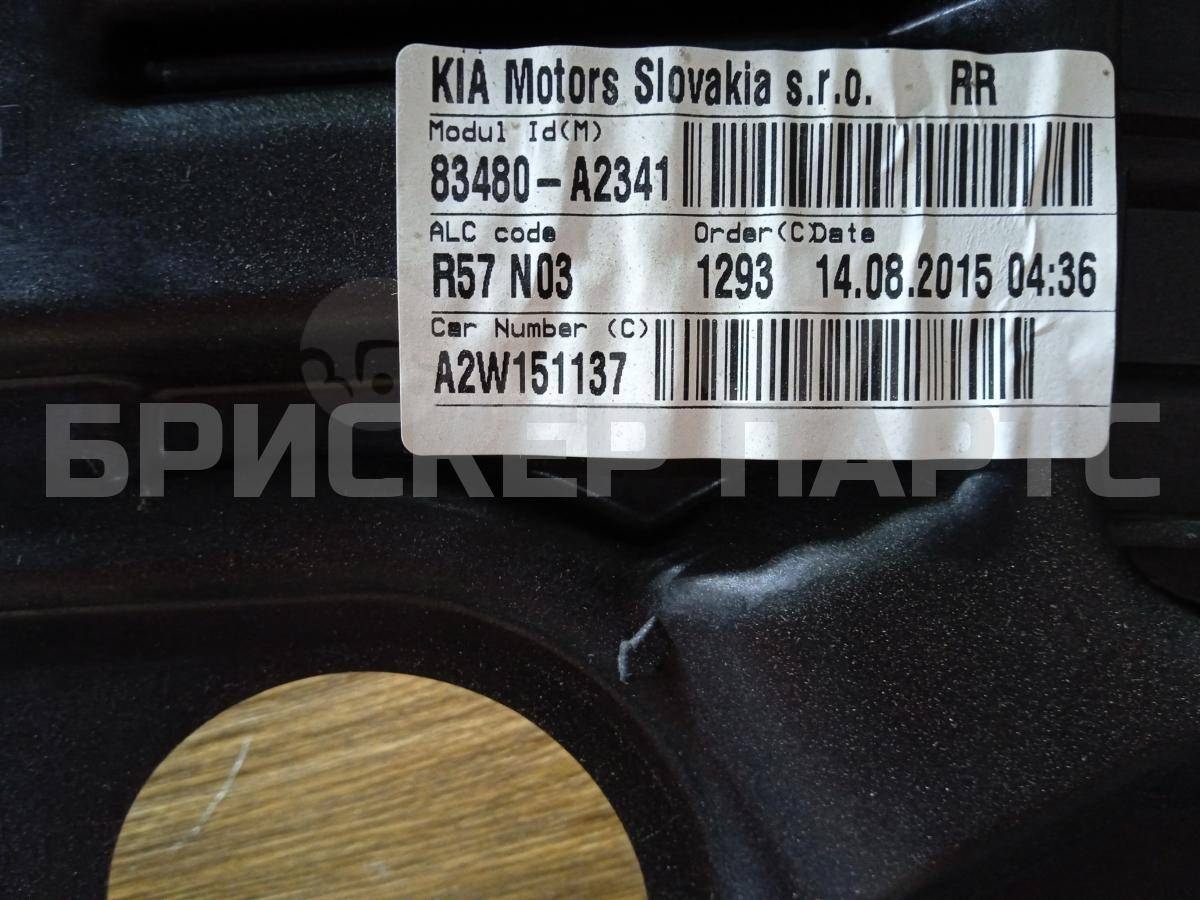 KIA Motors Slovakia s.r.o. RR
Modul Id(M)
83480-A2341
ALC code Order(C)Date
R57 N03 1293 14.08.2015 04:36
Car Number (C)
A2W151137
БРИСКЕР ПАРТС